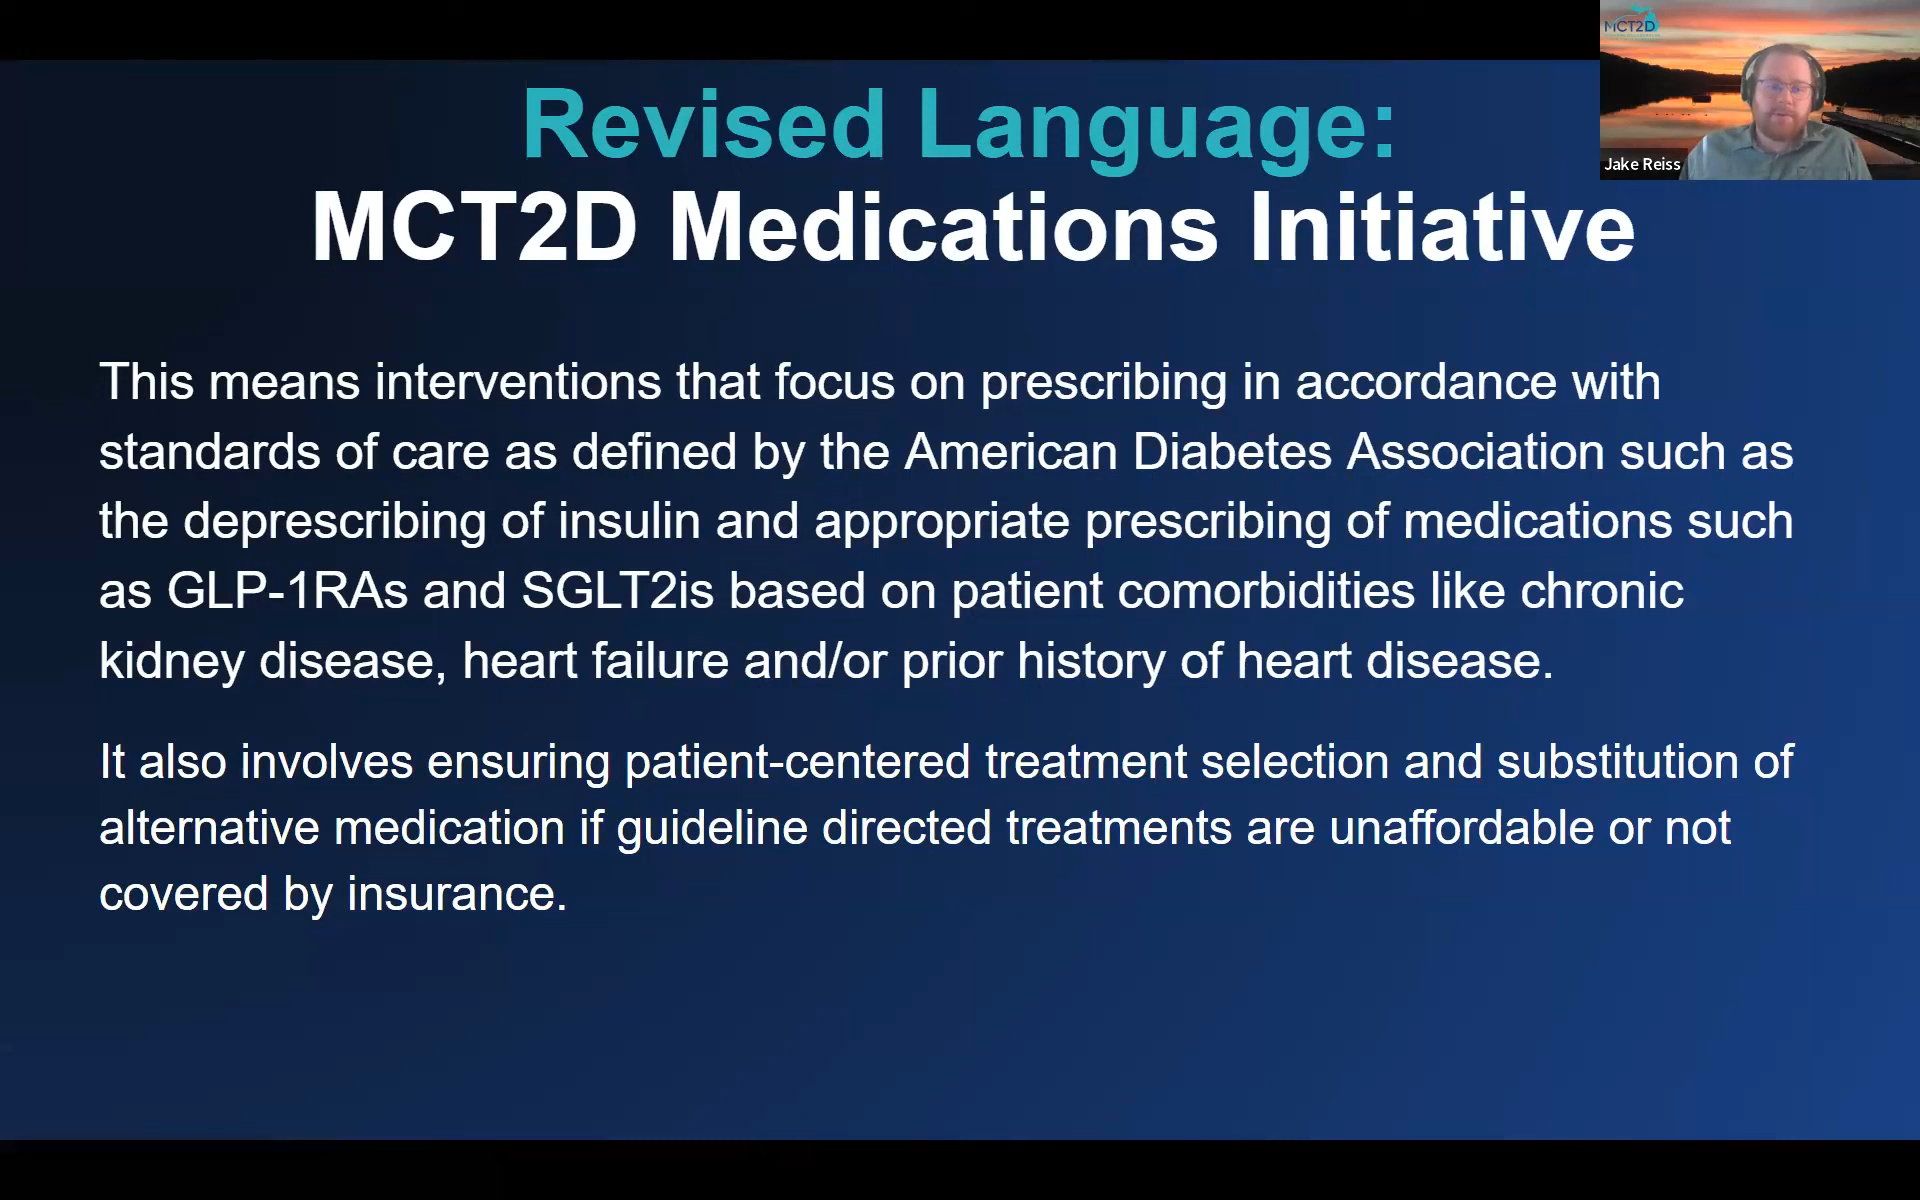 MCT2D
Jake Reiss
Revised Language:
MCT2D Medications Initiative
This means interventions that focus on prescribing in accordance with
standards of care as defined by the American Diabetes Association such as
the deprescribing of insulin and appropriate prescribing of medications such
as GLP-1RAs and SGLT2is based on patient comorbidities like chronic
kidney disease, heart failure and/or prior history of heart disease.
It also involves ensuring patient-centered treatment selection and substitution of
alternative medication if guideline directed treatments are unaffordable or not
covered by insurance.